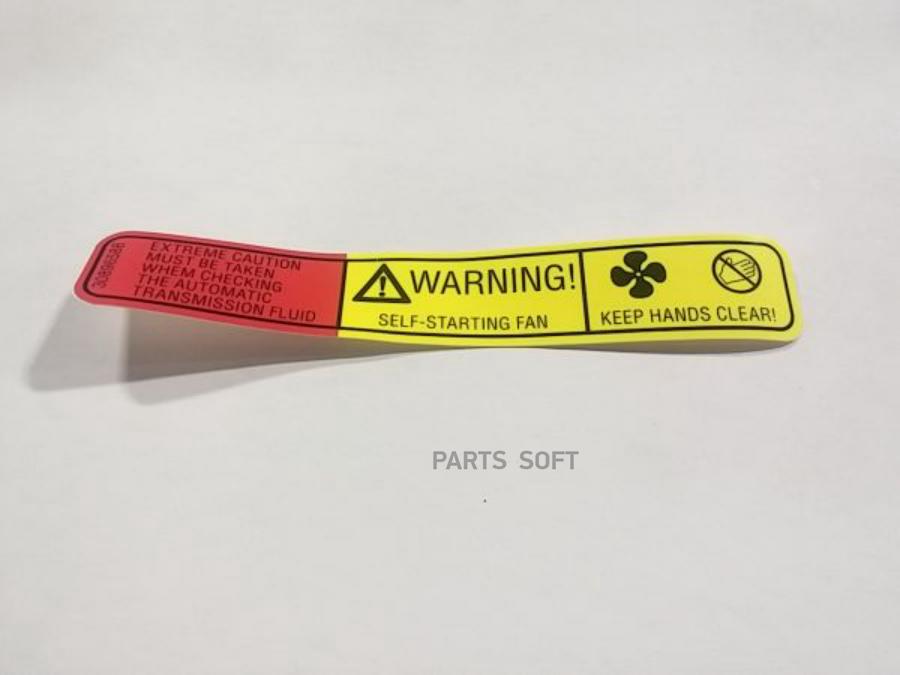 3089658B
EXTREME CAUTION
MUST BE TAKEN
WHEM CHECKING
THE AUTOMATIC
TRANSMISSION FLUID
WARNING!
SELF-STARTING FAN
KEEP HANDS CLEAR!
PARTS SOFT